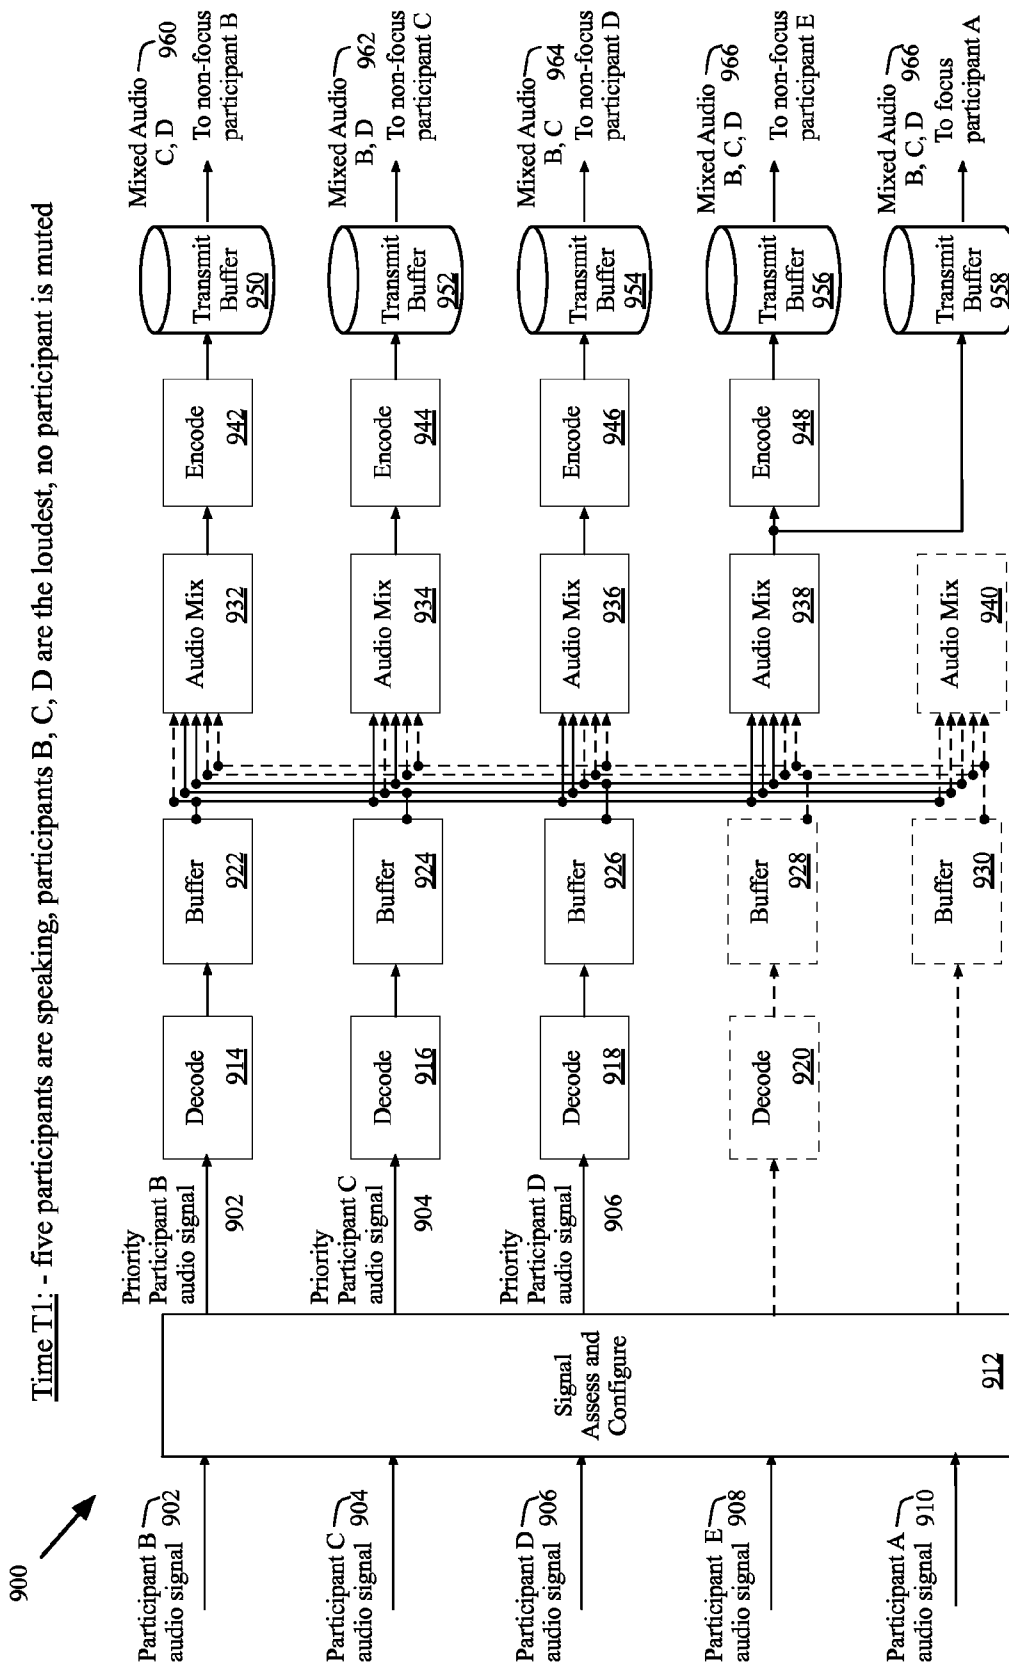 900
Time T1: - five participants are speaking, participants B, C, D are the loudest, no participant is muted
Participant B
audio signal
902
Participant C
audio signal
904
Participant D
audio signal
906
Participant E
audio signal
908
Participant A
audio signal
910
Signal
Assess and
Configure
912
Priority
Participant B
audio signal
902
Priority
Participant C
audio signal
904
Priority
Participant D
audio signal
906
Decode
914
Decode
916
Decode
918
Decode
920
Buffer
922
Buffer
924
Buffer
926
Buffer
928
Buffer
930
Audio Mix
932
Audio Mix
934
Audio Mix
936
Audio Mix
938
Audio Mix
940
Encode
942
Encode
944
Encode
946
Encode
948
Transmit
Buffer
950
Transmit
Buffer
952
Transmit
Buffer
954
Transmit
Buffer
956
Transmit
Buffer
958
Mixed Audio
C, D
960
To non-focus
participant B
Mixed Audio
B, D
962
To non-focus
participant C
Mixed Audio
B, C
964
To non-focus
participant D
Mixed Audio
B, C, D
966
To non-focus
participant E
Mixed Audio
B, C, D
966
To focus
participant A